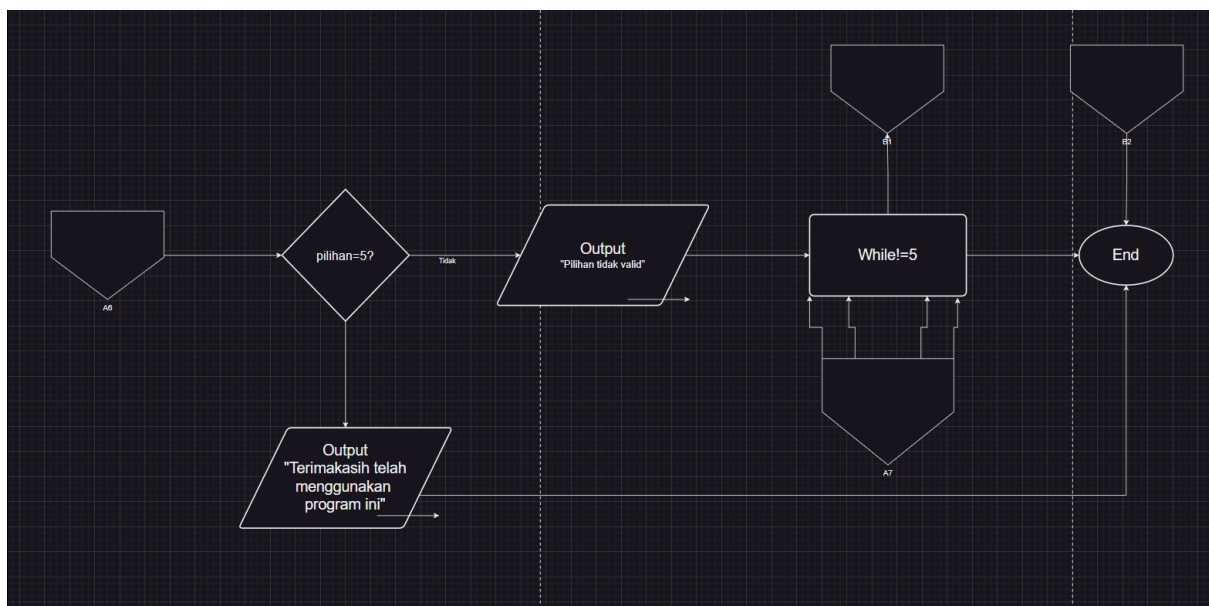 B1
B2
A6
pilihan=5?
Tidak
Output
"Pilihan tidak valid"
While!=5
End
A7
Output
"Terimakasih telah
menggunakan
program ini"